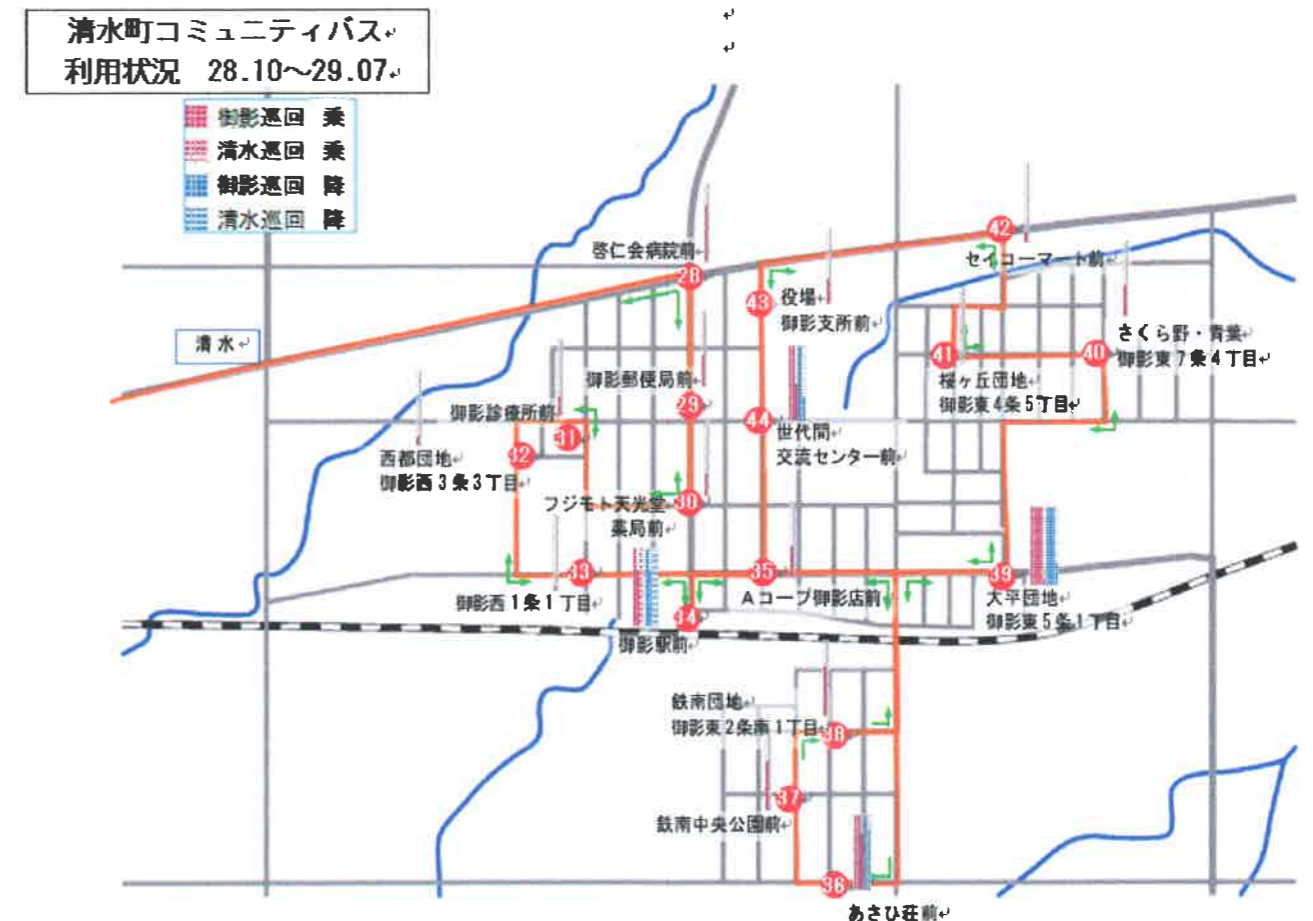 清水町コミュニティバス
利用状況 28.10～29.07
御影巡回 乗
清水巡回 乗
御影巡回 降
清水巡回 降
42
啓仁会病院前
セイコーマート前
28
43
役場
御影支所前
清水
さくら野・青葉
御影東7条4丁目
41
40
桜ヶ丘団地
御影東4条5丁目
御影郵便局前
29
御影診療所前
31
44
世代間
交流センター前
32
西都団地
御影西3条3丁目
フジモト天光堂
薬局前
30
33
35
39
御影西1条1丁目
Aコープ御影店前
大平団地
御影東5条1丁目
34
御影駅前
鉄南団地
御影東2条南1丁目
38
37
鉄南中央公園前
36
あさひ荘前